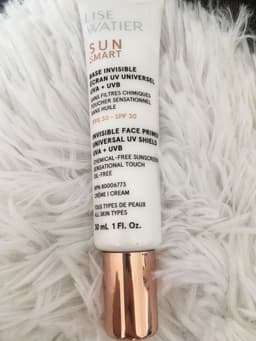 LISE
WATIER
SUN
SMART
BASE INVISIBLE
ÉCRAN UV UNIVERSEL
UVA + UVB
SANS FILTRES CHIMIQUES
TOUCHER SENSATIONNEL
SANS HUILE
FPS 30 - SPF 30
INVISIBLE FACE PRIMER
UNIVERSAL UV SHIELD
UVA + UVB
CHEMICAL-FREE SUNSCREEN
SENSATIONAL TOUCH
OIL-FREE
NPN 80006773
CRÈME | CREAM
TOUS TYPES DE PEAUX
ALL SKIN TYPES
30 mL 1 Fl. Oz.